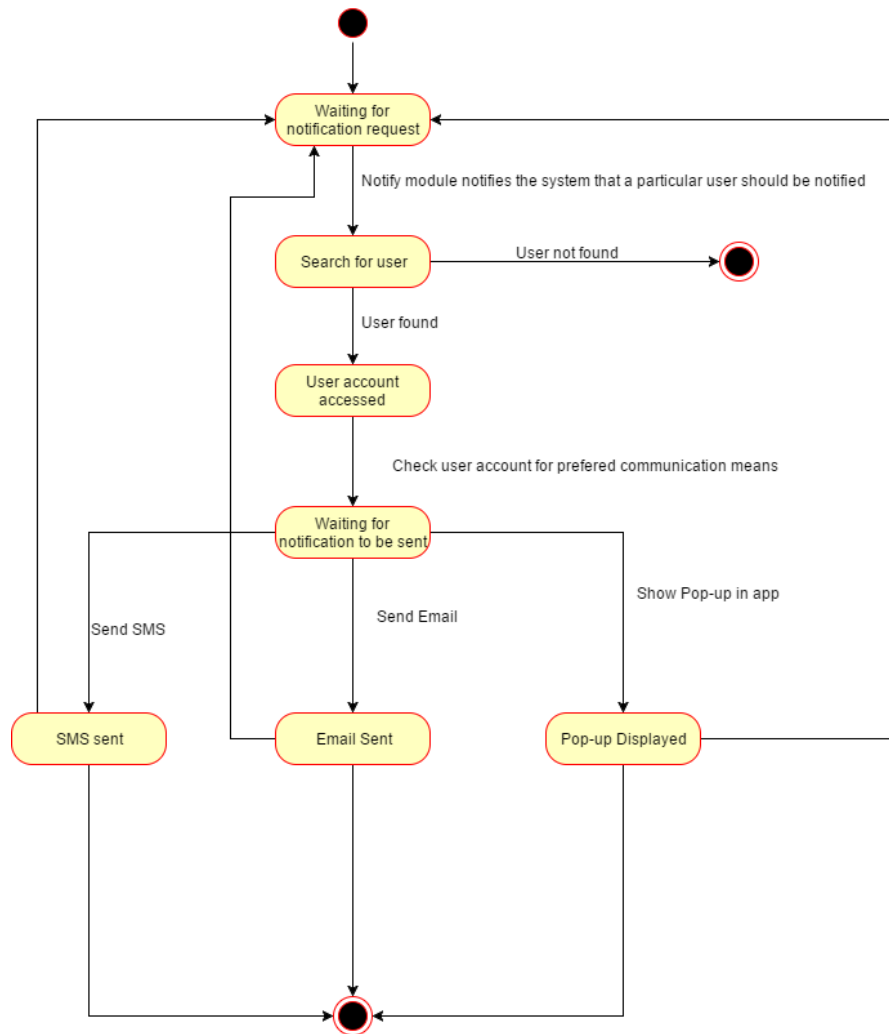 Waiting for
notification request
Notify module notifies the system that a particular user should be notified
Search for user
User not found
User found
User account
accessed
Check user account for prefered communication means
Waiting for
notification to be sent
Show Pop-up in app
Send Email
Send SMS
SMS sent
Email Sent
Pop-up Displayed